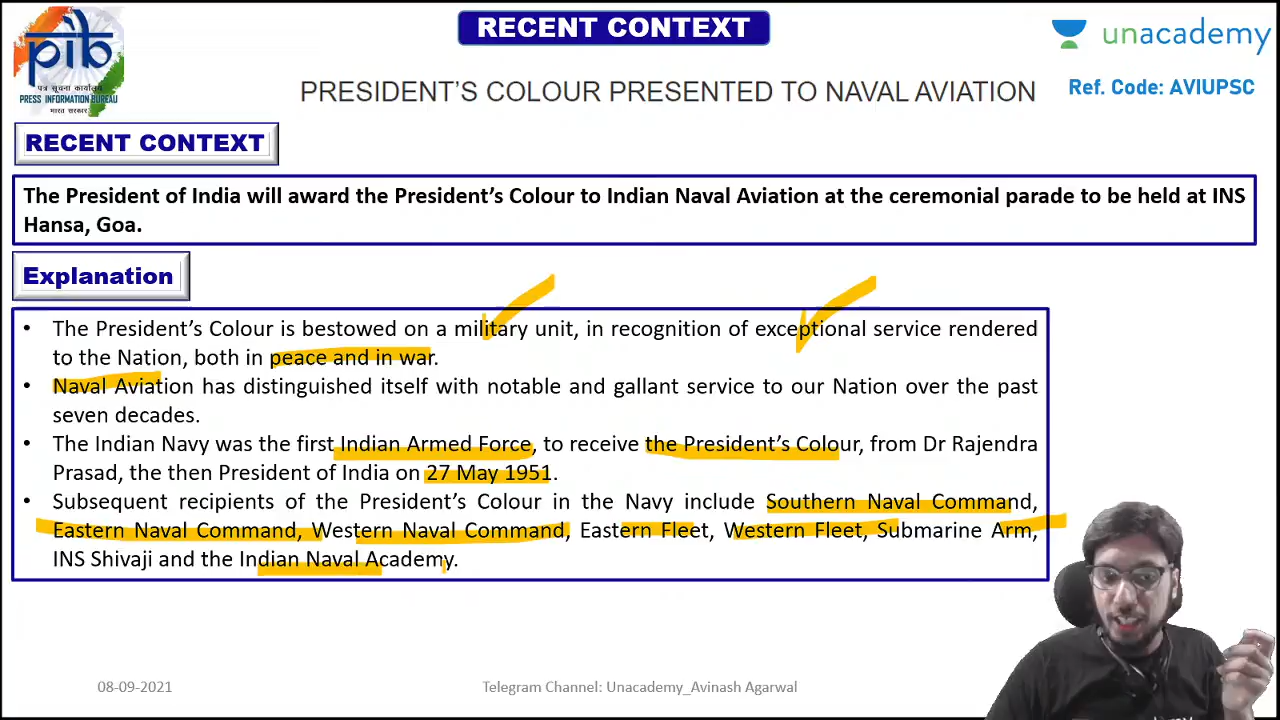 RECENT CONTEXT
pib
पत्र सूचना कार्यालय
PRESS INFORMATION BUREAU
भारत सरकार
unacademy
Ref. Code: AVIUPSC
PRESIDENT'S COLOUR PRESENTED TO NAVAL AVIATION
RECENT CONTEXT
The President of India will award the President's Colour to Indian Naval Aviation at the ceremonial parade to be held at INS
Hansa, Goa.
Explanation
• The President's Colour is bestowed on a military unit, in recognition of exceptional service rendered
to the Nation, both in peace and in war.
• Naval Aviation has distinguished itself with notable and gallant service to our Nation over the past
seven decades.
• The Indian Navy was the first Indian Armed Force, to receive the President's Colour, from Dr Rajendra
Prasad, the then President of India on 27 May 1951.
• Subsequent recipients of the President's Colour in the Navy include Southern Naval Command,
Eastern Naval Command, Western Naval Command, Eastern Fleet, Western Fleet, Submarine Arm,
INS Shivaji and the Indian Naval Academy.
08-09-2021
Telegram Channel: Unacademy_Avinash Agarwal